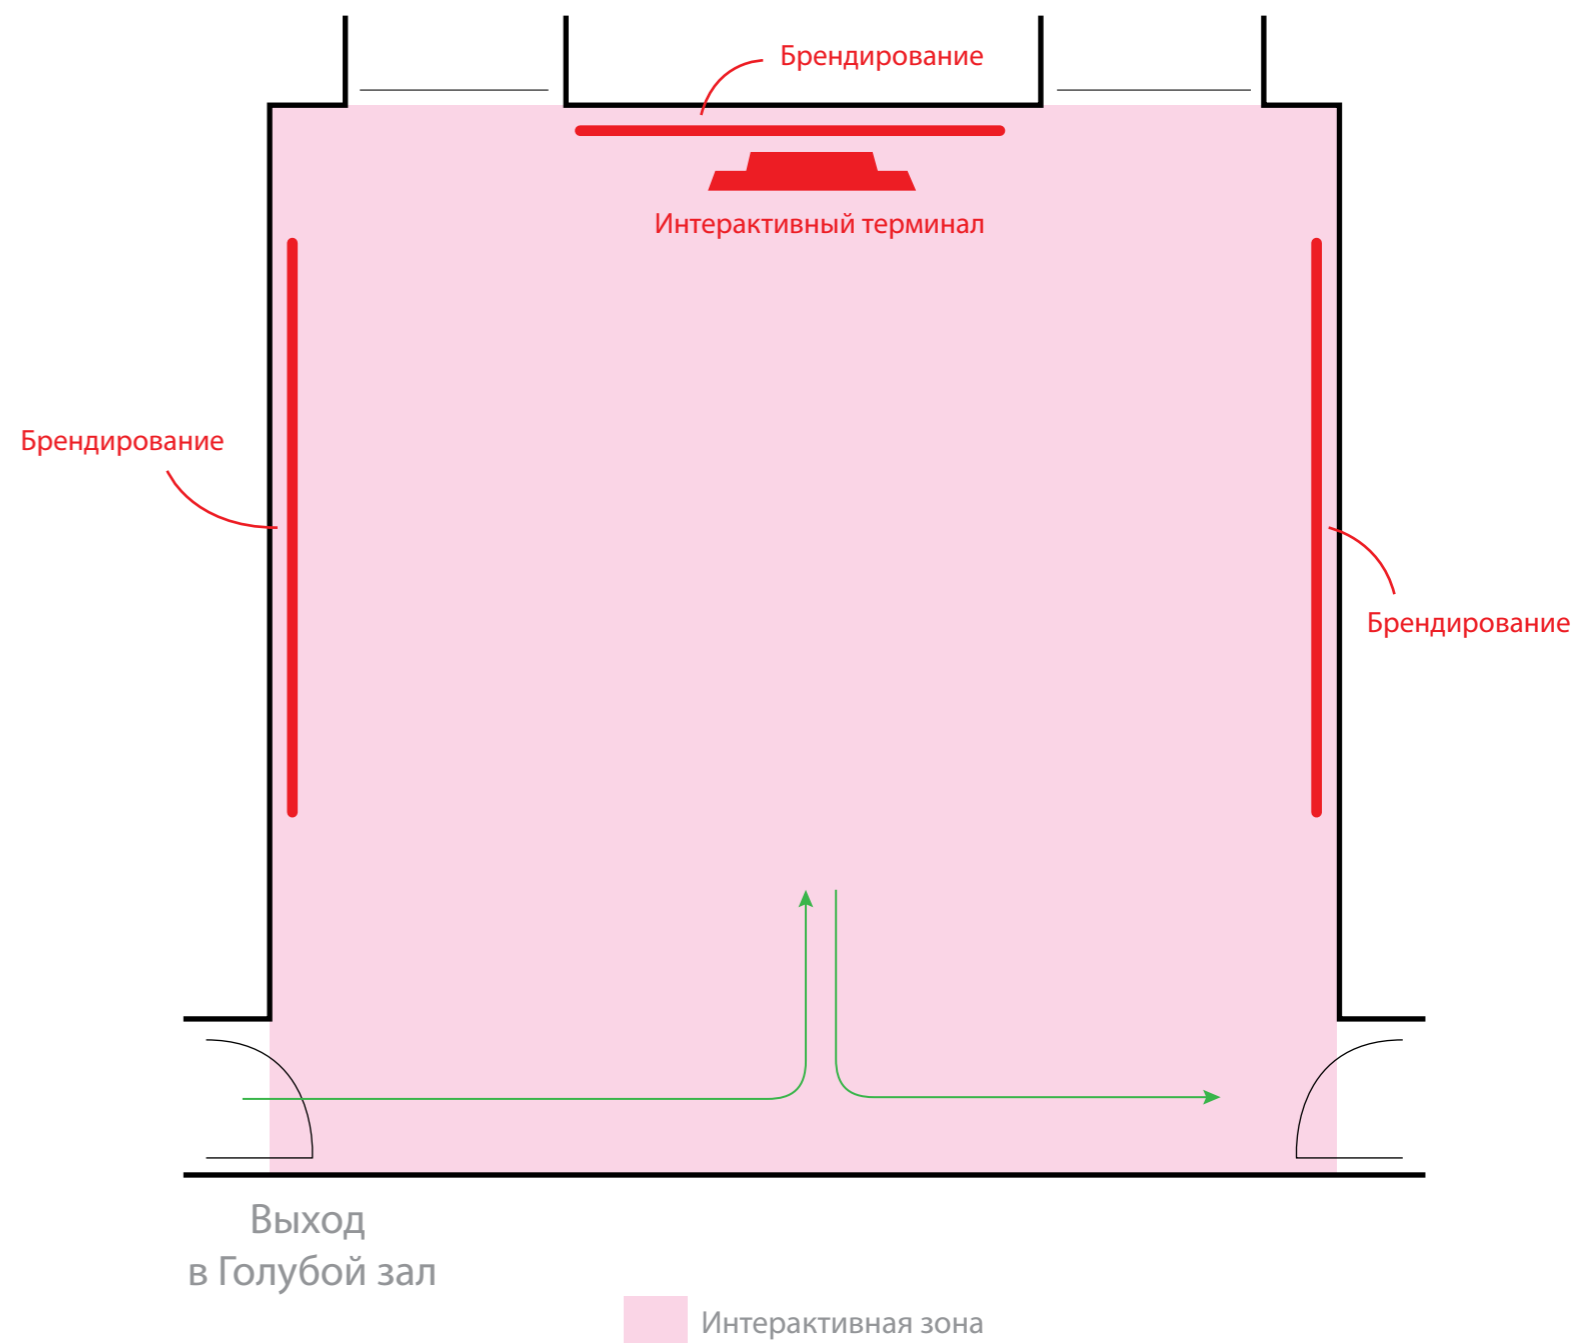 Брендирование
Интерактивный терминал
Брендирование
Брендирование
Выход
в Голубой зал
Интерактивная зона